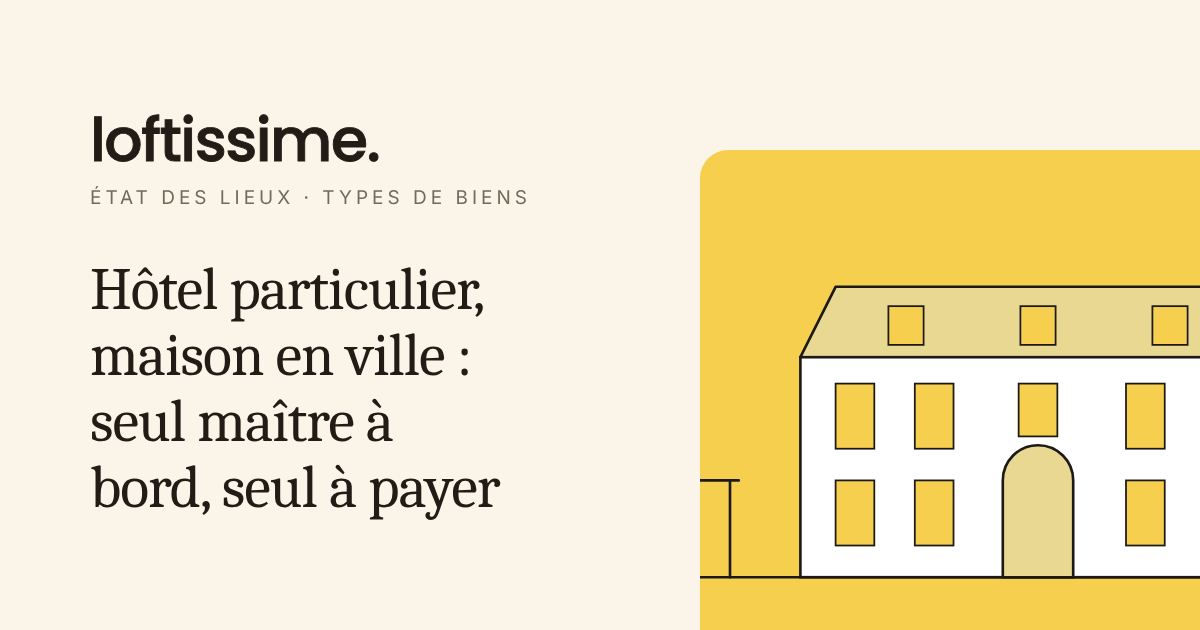 loftissime.
ÉTAT DES LIEUX · TYPES DE BIENS
Hôtel particulier,
maison en ville :
seul maître à
bord, seul à payer